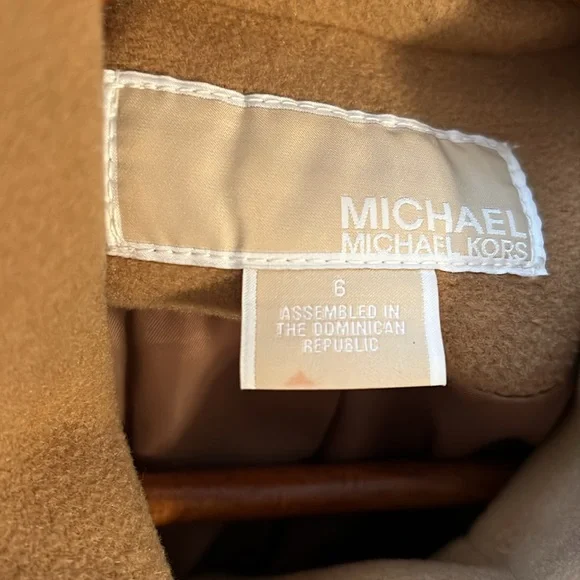 MICHAEL
MICHAEL KORS
6
ASSEMBLED IN
THE DOMINICAN
REPUBLIC